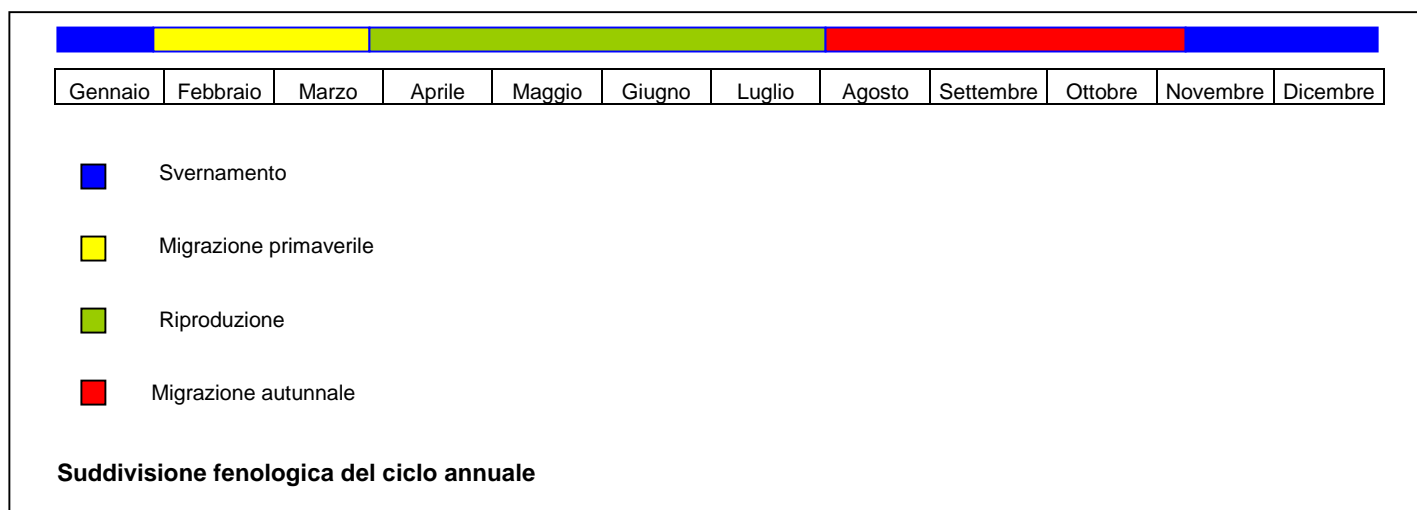 Gennaio Febbraio Marzo Aprile Maggio Giugno Luglio Agosto Settembre Ottobre Novembre Dicembre
Svernamento
Migrazione primaverile
Riproduzione
Migrazione autunnale
Suddivisione fenologica del ciclo annuale